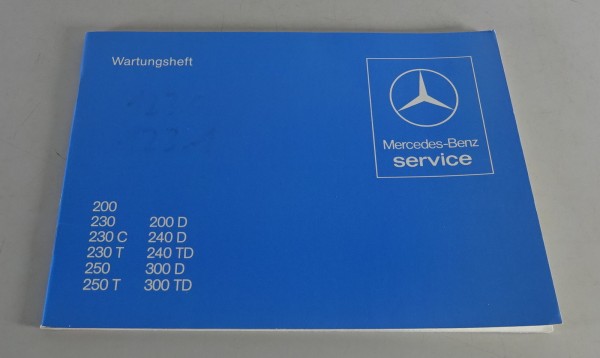 Wartungsheft
Mercedes-Benz
service
200
230 200 D
230 C 240 D
230 T 240 TD
250 300 D
250 T 300 TD